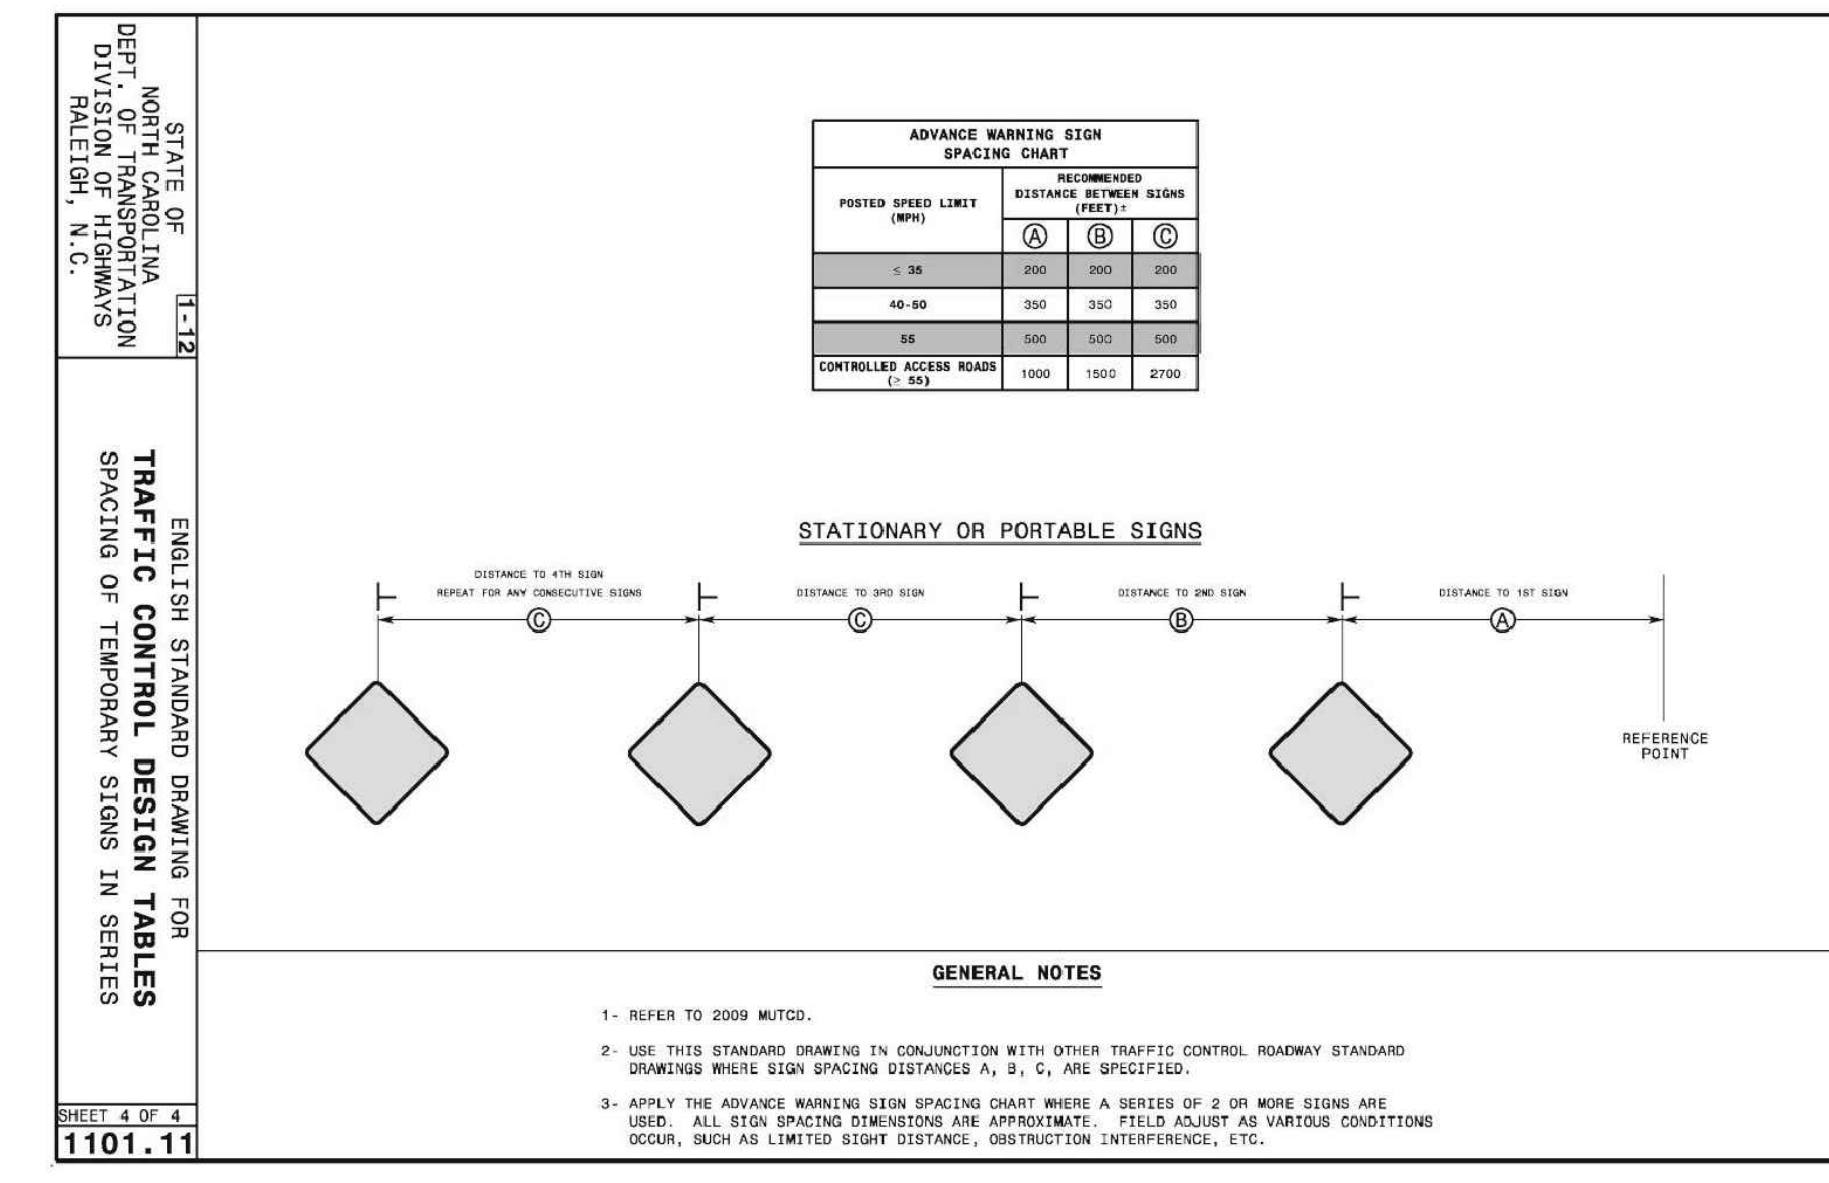 STATE OF
NORTH CAROLINA
DEPT. OF TRANSPORTATION
DIVISION OF HIGHWAYS
RALEIGH, N.C.
1-12
ENGLISH STANDARD DRAWING FOR
TRAFFIC CONTROL DESIGN TABLES
SPACING OF TEMPORARY SIGNS IN SERIES
SHEET 4 OF 4
1101.11
ADVANCE WARNING SIGN
SPACING CHART
POSTED SPEED LIMIT
(MPH)
RECOMMENDED
DISTANCE BETWEEN SIGNS
(FEET)±
A B C
≤ 35 200 200 200
40-50 350 350 350
55 500 500 500
CONTROLLED ACCESS ROADS
(≥ 55) 1000 1500 2700
STATIONARY OR PORTABLE SIGNS
DISTANCE TO 4TH SIGN
REPEAT FOR ANY CONSECUTIVE SIGNS
C
DISTANCE TO 3RD SIGN
C
DISTANCE TO 2ND SIGN
B
DISTANCE TO 1ST SIGN
A
REFERENCE
POINT
GENERAL NOTES
1- REFER TO 2009 MUTCD.
2- USE THIS STANDARD DRAWING IN CONJUNCTION WITH OTHER TRAFFIC CONTROL ROADWAY STANDARD
DRAWINGS WHERE SIGN SPACING DISTANCES A, B, C, ARE SPECIFIED.
3- APPLY THE ADVANCE WARNING SIGN SPACING CHART WHERE A SERIES OF 2 OR MORE SIGNS ARE
USED. ALL SIGN SPACING DIMENSIONS ARE APPROXIMATE. FIELD ADJUST AS VARIOUS CONDITIONS
OCCUR, SUCH AS LIMITED SIGHT DISTANCE, OBSTRUCTION INTERFERENCE, ETC.